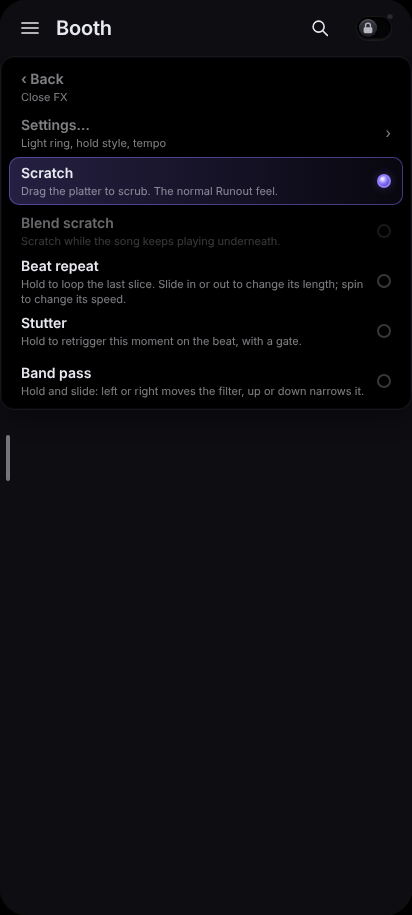 Booth
‹ Back
Close FX
Settings...
Light ring, hold style, tempo
›
Scratch
Drag the platter to scrub. The normal Runout feel.
Blend scratch
Scratch while the song keeps playing underneath.
Beat repeat
Hold to loop the last slice. Slide in or out to change its length; spin
to change its speed.
Stutter
Hold to retrigger this moment on the beat, with a gate.
Band pass
Hold and slide: left or right moves the filter, up or down narrows it.